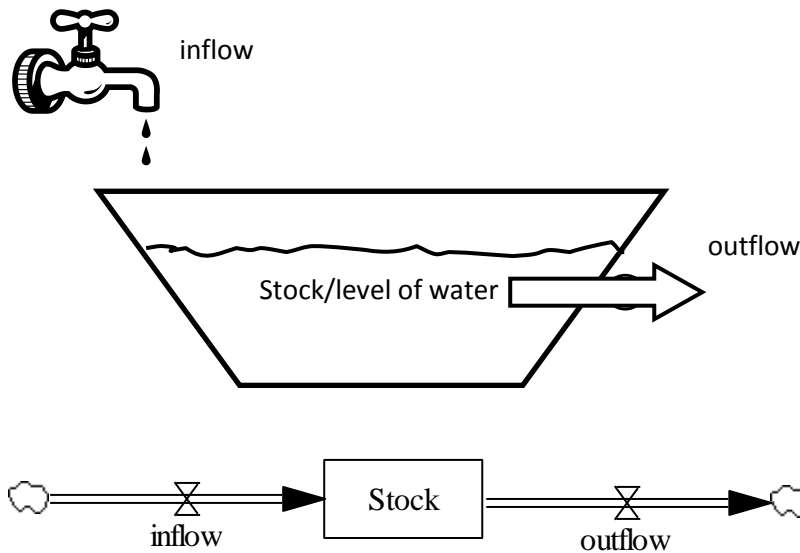 inflow
outflow
Stock/level of water
Stock
inflow
outflow